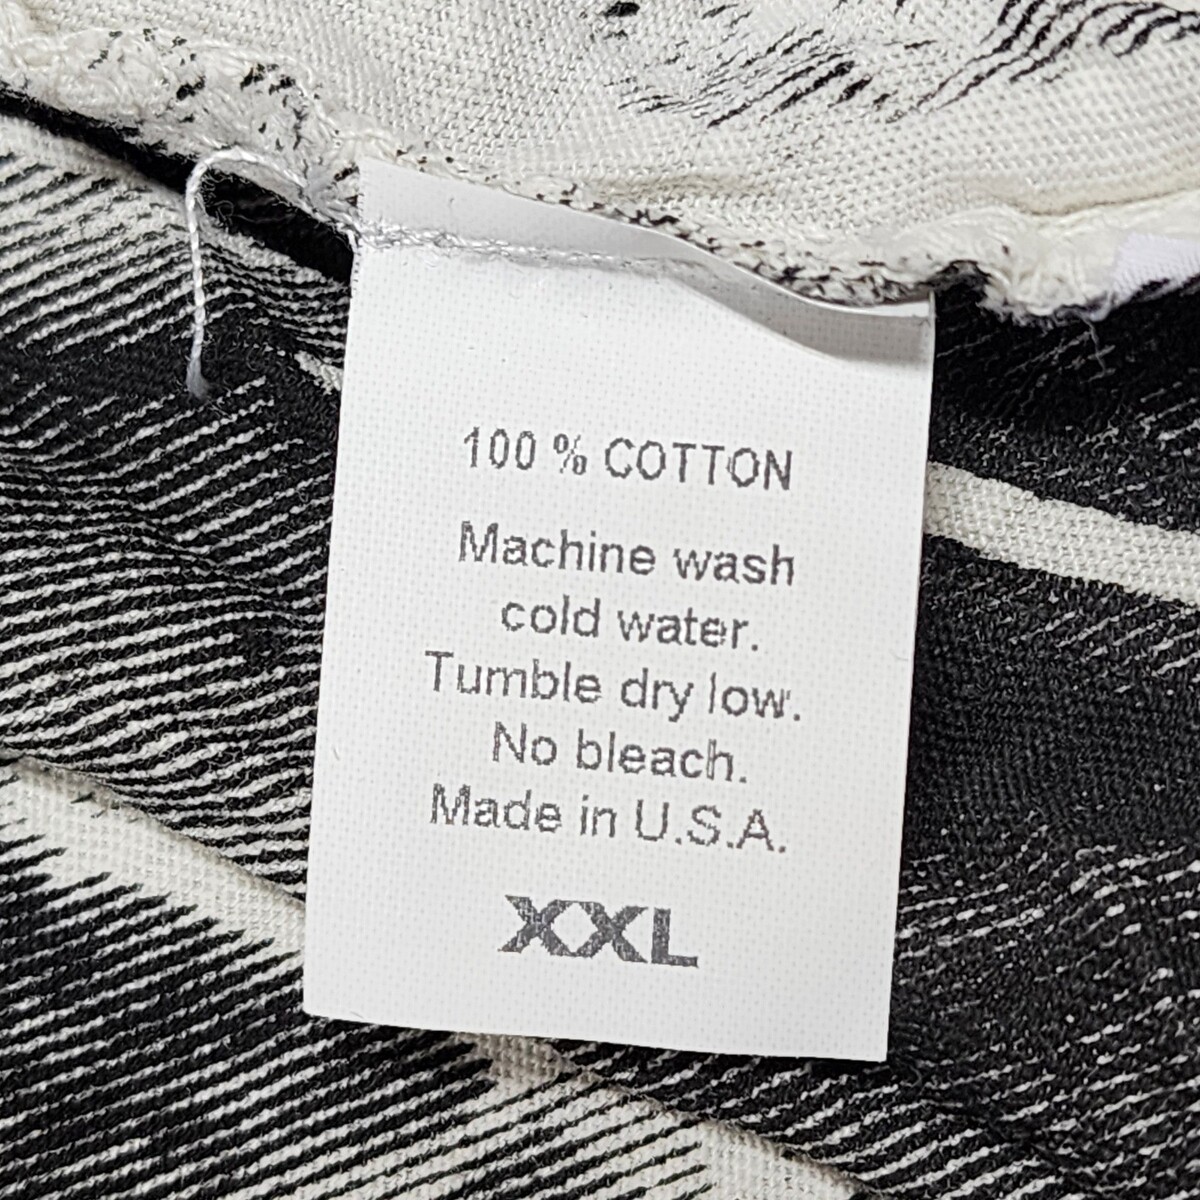 100 % COTTON
Machine wash
cold water.
Tumble dry low.
No bleach.
Made in U.S.A.
XXL